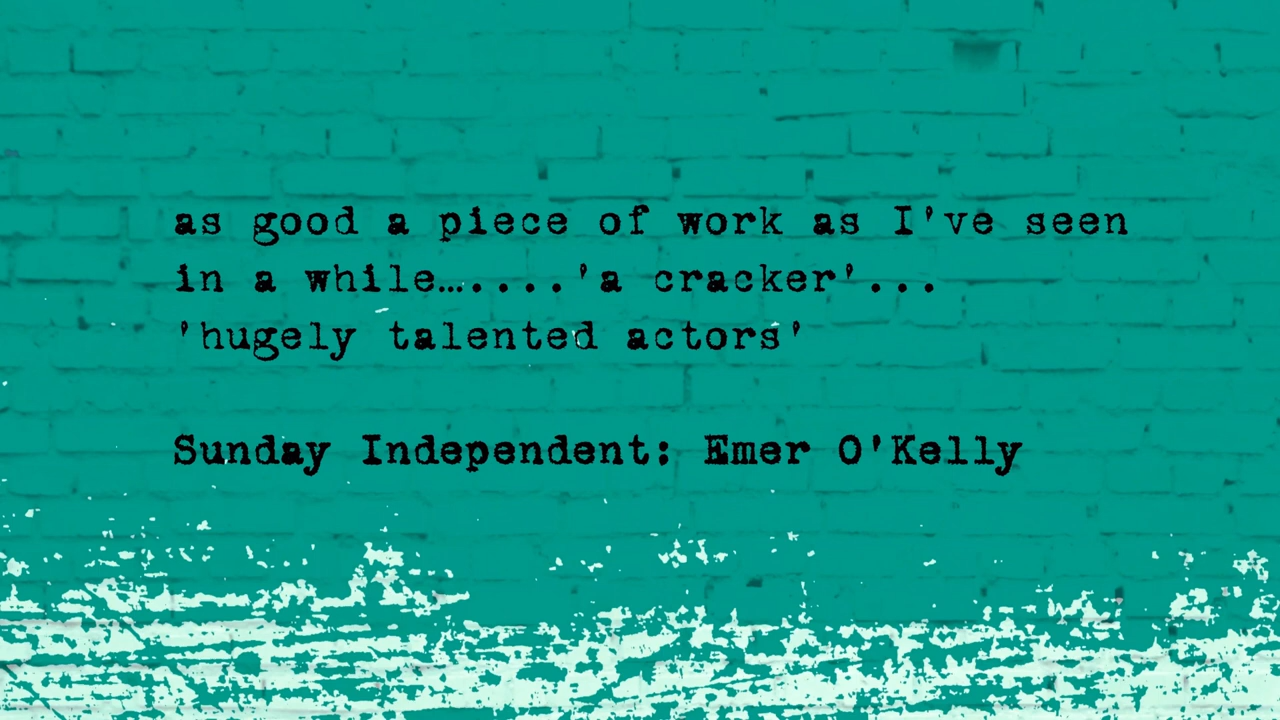 as good a piece of work as I've seen
in a while…....'a cracker'...
'hugely talented actors'
Sunday Independent: Emer O'Kelly